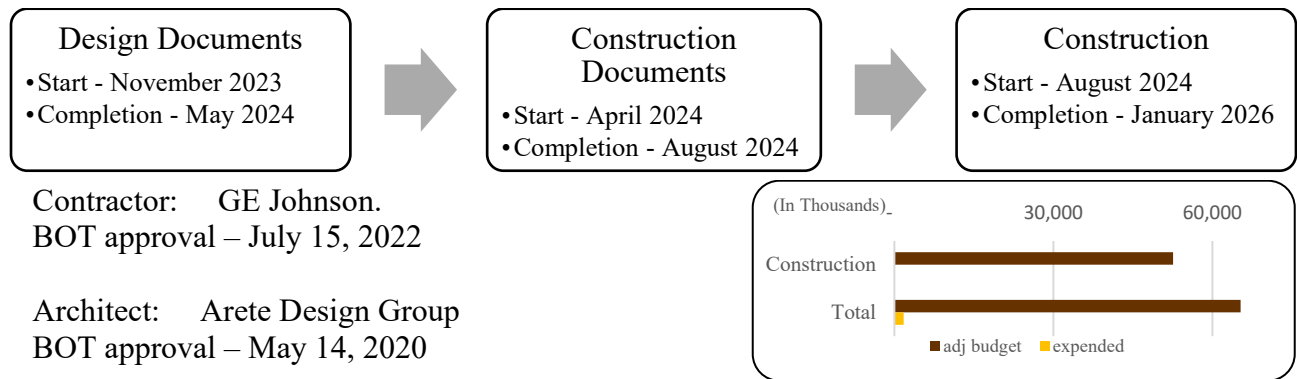 Design Documents
•Start - November 2023
•Completion - May 2024
Construction
Documents
•Start - April 2024
•Completion - August 2024
Construction
•Start - August 2024
•Completion - January 2026
Contractor: GE Johnson.
BOT approval – July 15, 2022
Architect: Arete Design Group
BOT approval – May 14, 2020
(In Thousands)- 30,000 60,000
Construction
Total
adj budget expended